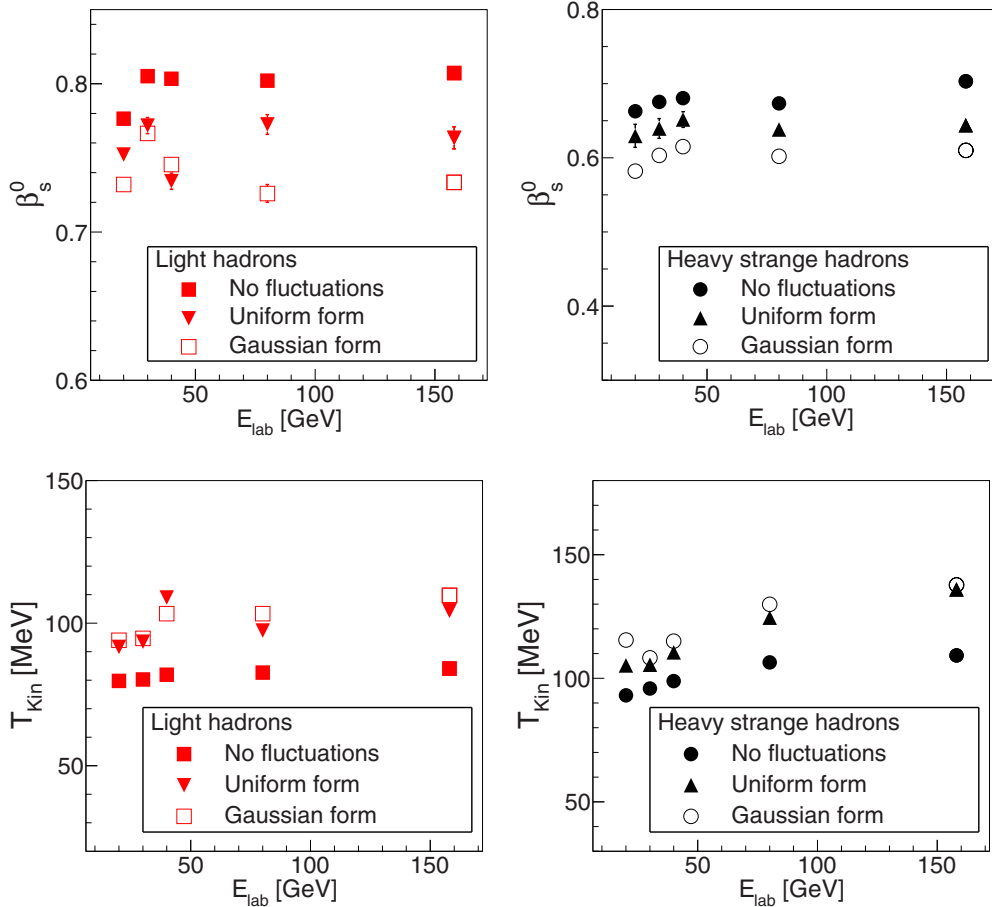 0.8
0.7
0.6
β⁰ₛ
50 100 150
E_lab [GeV]
Light hadrons
No fluctuations
Uniform form
Gaussian form
0.8
0.6
0.4
β⁰ₛ
50 100 150
E_lab [GeV]
Heavy strange hadrons
No fluctuations
Uniform form
Gaussian form
150
100
50
T_Kin [MeV]
50 100 150
E_lab [GeV]
Light hadrons
No fluctuations
Uniform form
Gaussian form
150
100
50
T_Kin [MeV]
50 100 150
E_lab [GeV]
Heavy strange hadrons
No fluctuations
Uniform form
Gaussian form